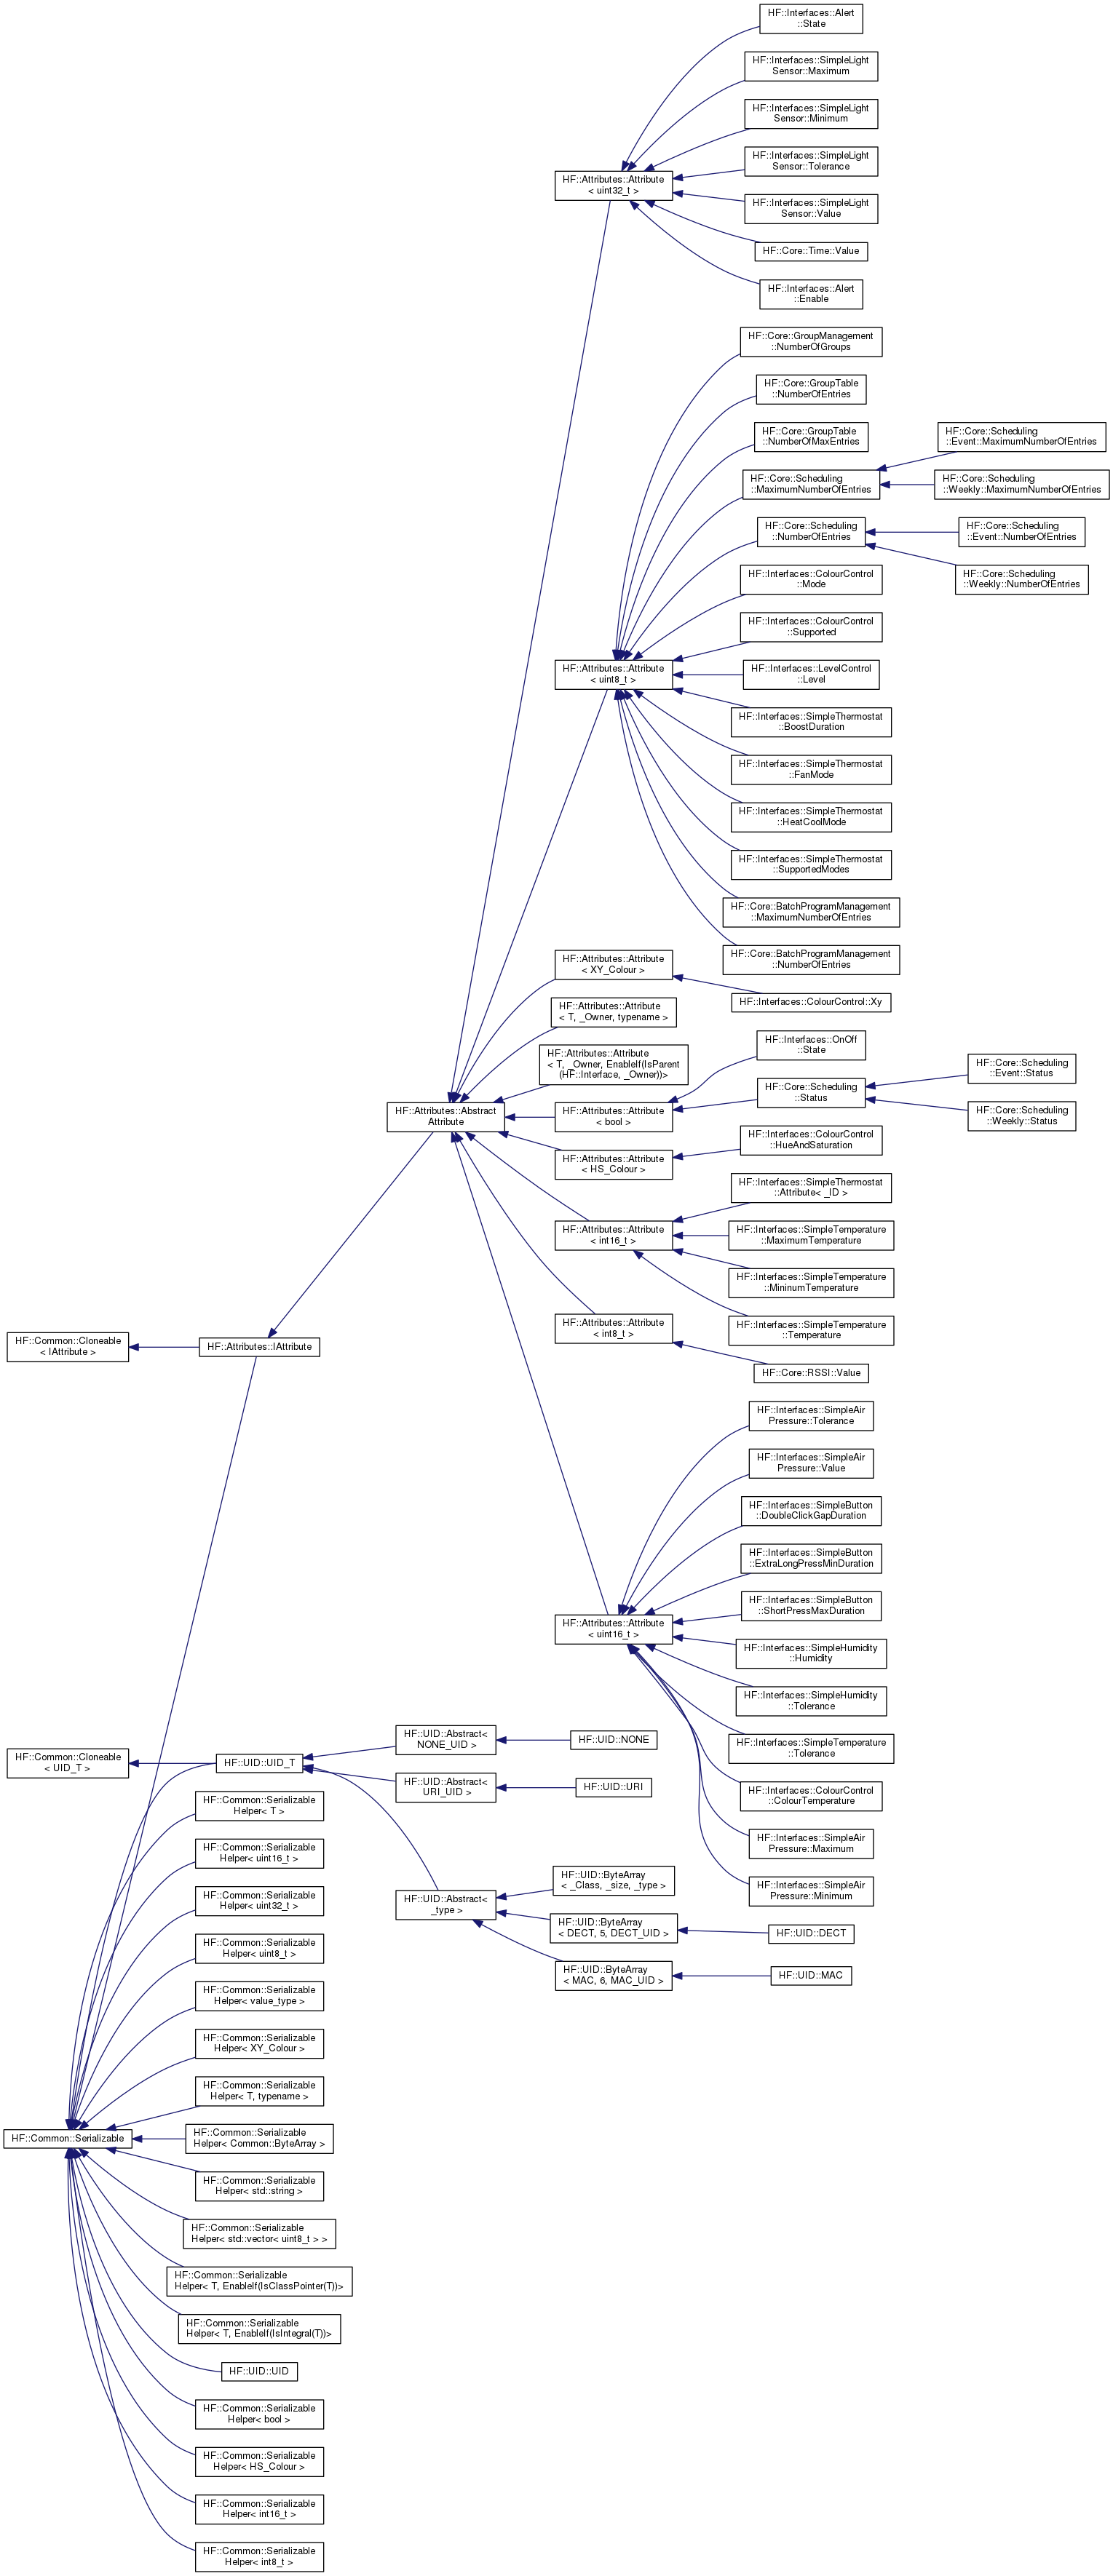 HF::Interfaces::Alert
::State
HF::Interfaces::SimpleLight
Sensor::Maximum
HF::Interfaces::SimpleLight
Sensor::Minimum
HF::Interfaces::SimpleLight
Sensor::Tolerance
HF::Attributes::Attribute
< uint32_t >
HF::Interfaces::SimpleLight
Sensor::Value
HF::Core::Time::Value
HF::Interfaces::Alert
::Enable
HF::Core::GroupManagement
::NumberOfGroups
HF::Core::GroupTable
::NumberOfEntries
HF::Core::GroupTable
::NumberOfMaxEntries
HF::Core::Scheduling
::Event::MaximumNumberOfEntries
HF::Core::Scheduling
::MaximumNumberOfEntries
HF::Core::Scheduling
::Weekly::MaximumNumberOfEntries
HF::Core::Scheduling
::NumberOfEntries
HF::Core::Scheduling
::Event::NumberOfEntries
HF::Core::Scheduling
::Weekly::NumberOfEntries
HF::Interfaces::ColourControl
::Mode
HF::Interfaces::ColourControl
::Supported
HF::Attributes::Attribute
< uint8_t >
HF::Interfaces::LevelControl
::Level
HF::Interfaces::SimpleThermostat
::BoostDuration
HF::Interfaces::SimpleThermostat
::FanMode
HF::Interfaces::SimpleThermostat
::HeatCoolMode
HF::Interfaces::SimpleThermostat
::SupportedModes
HF::Core::BatchProgramManagement
::MaximumNumberOfEntries
HF::Core::BatchProgramManagement
::NumberOfEntries
HF::Attributes::Attribute
< XY_Colour >
HF::Interfaces::ColourControl::Xy
HF::Attributes::Attribute
< T, _Owner, typename >
HF::Interfaces::OnOff
::State
HF::Attributes::Attribute
< T, _Owner, EnableIf(IsParent
(HF::Interface, _Owner))>
HF::Core::Scheduling
::Event::Status
HF::Core::Scheduling
::Status
HF::Attributes::Abstract
Attribute
HF::Attributes::Attribute
< bool >
HF::Core::Scheduling
::Weekly::Status
HF::Interfaces::ColourControl
::HueAndSaturation
HF::Attributes::Attribute
< HS_Colour >
HF::Interfaces::SimpleThermostat
::Attribute< _ID >
HF::Attributes::Attribute
< int16_t >
HF::Interfaces::SimpleTemperature
::MaximumTemperature
HF::Interfaces::SimpleTemperature
::MininumTemperature
HF::Attributes::Attribute
< int8_t >
HF::Interfaces::SimpleTemperature
::Temperature
HF::Common::Cloneable
< IAttribute >
HF::Attributes::IAttribute
HF::Core::RSSI::Value
HF::Interfaces::SimpleAir
Pressure::Tolerance
HF::Interfaces::SimpleAir
Pressure::Value
HF::Interfaces::SimpleButton
::DoubleClickGapDuration
HF::Interfaces::SimpleButton
::ExtraLongPressMinDuration
HF::Interfaces::SimpleButton
::ShortPressMaxDuration
HF::Attributes::Attribute
< uint16_t >
HF::Interfaces::SimpleHumidity
::Humidity
HF::Interfaces::SimpleHumidity
::Tolerance
HF::Interfaces::SimpleTemperature
::Tolerance
HF::Interfaces::ColourControl
::ColourTemperature
HF::Interfaces::SimpleAir
Pressure::Maximum
HF::Interfaces::SimpleAir
Pressure::Minimum
HF::Common::Cloneable
< UID_T >
HF::UID::UID_T
HF::UID::Abstract<
NONE_UID >
HF::UID::NONE
HF::UID::Abstract<
URI_UID >
HF::UID::URI
HF::Common::Serializable
Helper< T >
HF::Common::Serializable
Helper< uint16_t >
HF::UID::ByteArray
< _Class, _size, _type >
HF::UID::Abstract<
_type >
HF::Common::Serializable
Helper< uint32_t >
HF::UID::ByteArray
< DECT, 5, DECT_UID >
HF::UID::DECT
HF::Common::Serializable
Helper< uint8_t >
HF::UID::ByteArray
< MAC, 6, MAC_UID >
HF::UID::MAC
HF::Common::Serializable
Helper< value_type >
HF::Common::Serializable
Helper< XY_Colour >
HF::Common::Serializable
Helper< T, typename >
HF::Common::Serializable
HF::Common::Serializable
Helper< Common::ByteArray >
HF::Common::Serializable
Helper< std::string >
HF::Common::Serializable
Helper< std::vector< uint8_t > >
HF::Common::Serializable
Helper< T, EnableIf(IsClassPointer(T))>
HF::Common::Serializable
Helper< T, EnableIf(IsIntegral(T))>
HF::UID::UID
HF::Common::Serializable
Helper< bool >
HF::Common::Serializable
Helper< HS_Colour >
HF::Common::Serializable
Helper< int16_t >
HF::Common::Serializable
Helper< int8_t >